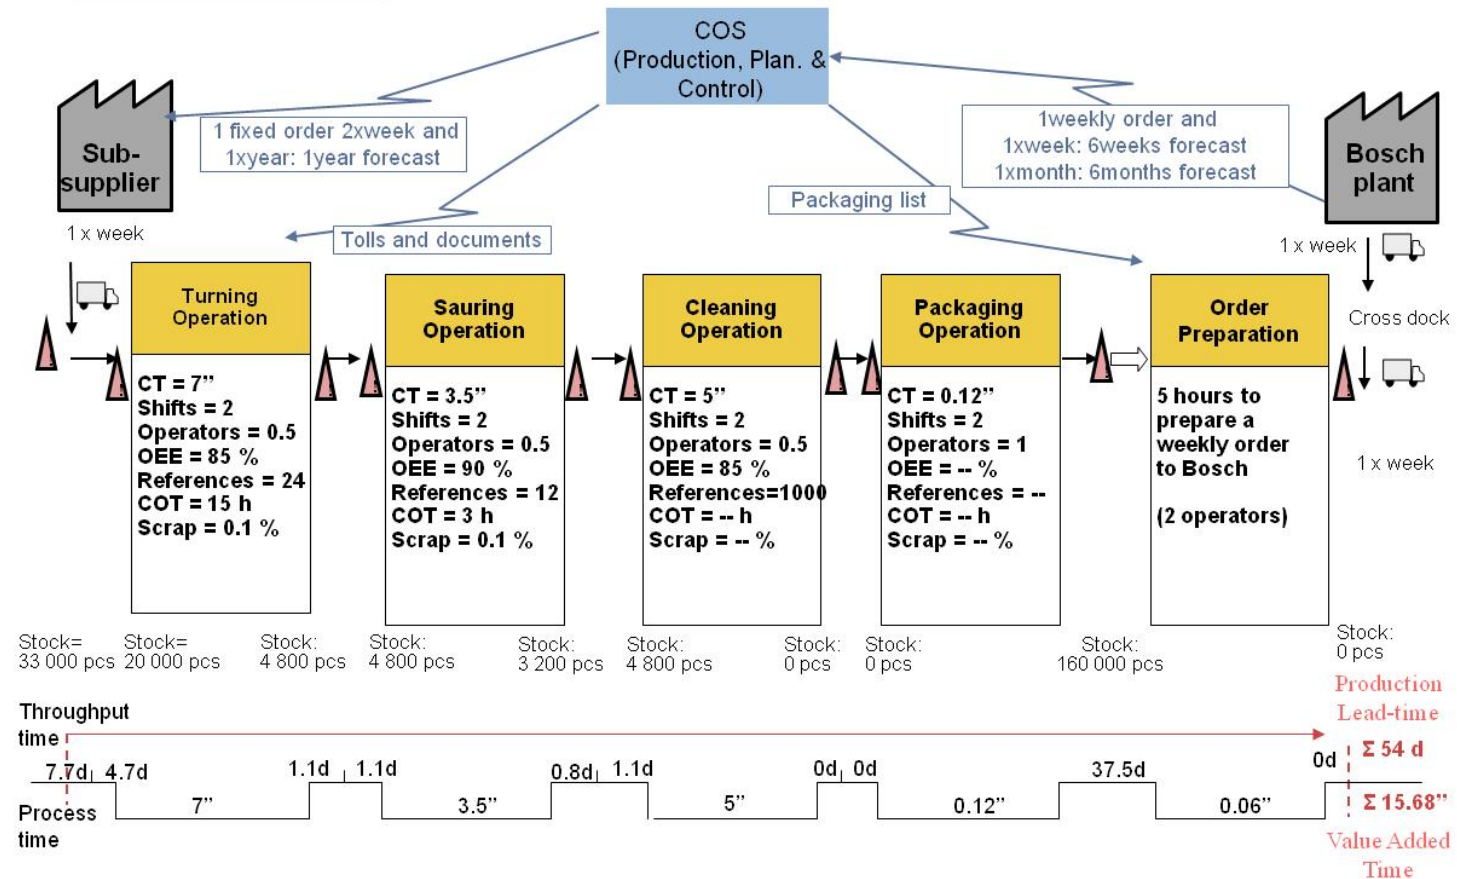 COS
(Production, Plan. &
Control)
Sub-
supplier
1 fixed order 2xweek and
1xyear: 1year forecast
1weekly order and
1xweek: 6weeks forecast
1xmonth: 6months forecast
Bosch
plant
Packaging list
Tolls and documents
1 x week
1 x week
Cross dock
1 x week
Turning
Operation
CT = 7”
Shifts = 2
Operators = 0.5
OEE = 85 %
References = 24
COT = 15 h
Scrap = 0.1 %
Sauring
Operation
CT = 3.5”
Shifts = 2
Operators = 0.5
OEE = 90 %
References = 12
COT = 3 h
Scrap = 0.1 %
Cleaning
Operation
CT = 5”
Shifts = 2
Operators = 0.5
OEE = 85 %
References=1000
COT = -- h
Scrap = -- %
Packaging
Operation
CT = 0.12”
Shifts = 2
Operators = 1
OEE = -- %
References = --
COT = -- h
Scrap = -- %
Order
Preparation
5 hours to
prepare a
weekly order
to Bosch
(2 operators)
Stock=
33 000 pcs
Stock=
20 000 pcs
Stock:
4 800 pcs
Stock:
4 800 pcs
Stock:
3 200 pcs
Stock:
4 800 pcs
Stock:
0 pcs
Stock:
0 pcs
Stock:
160 000 pcs
Stock:
0 pcs
Production
Lead-time
Throughput
time
7.7d 4.7d 1.1d 1.1d 0.8d 1.1d 0d 0d 37.5d 0d
Σ 54 d
Process
time
7” 3.5” 5” 0.12” 0.06”
Σ 15.68”
Value Added
Time